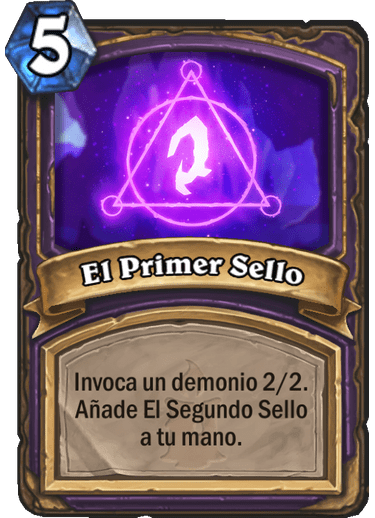 5
El Primer Sello
Invoca un demonio 2/2.
Añade El Segundo Sello
a tu mano.